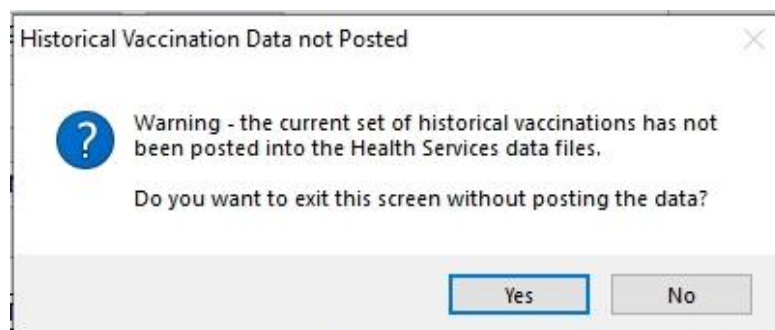 Historical Vaccination Data not Posted
Warning - the current set of historical vaccinations has not
been posted into the Health Services data files.
Do you want to exit this screen without posting the data?
Yes
No